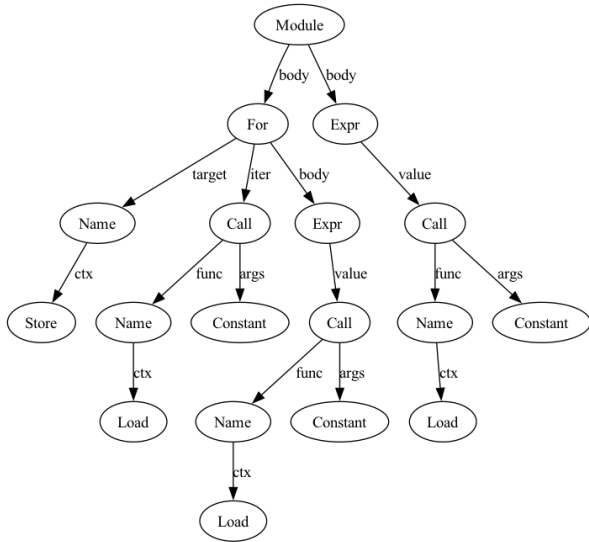 Module
body body
For Expr
target iter body value
Name Call Expr Call
ctx func args value func args
Store Name Constant Call Name Constant
ctx func args ctx
Load Name Constant Load
ctx
Load